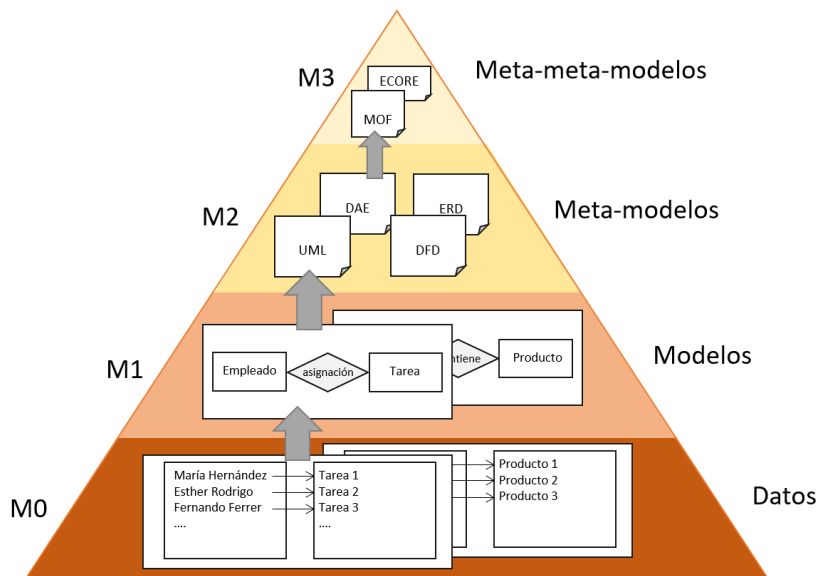 M3
Meta-meta-modelos
ECORE
MOF
M2
Meta-modelos
DAE
ERD
UML
DFD
M1
Modelos
Empleado
asignación
Tarea
ntiene
Producto
M0
Datos
María Hernández
Esther Rodrigo
Fernando Ferrer
....
Tarea 1
Tarea 2
Tarea 3
....
Producto 1
Producto 2
Producto 3